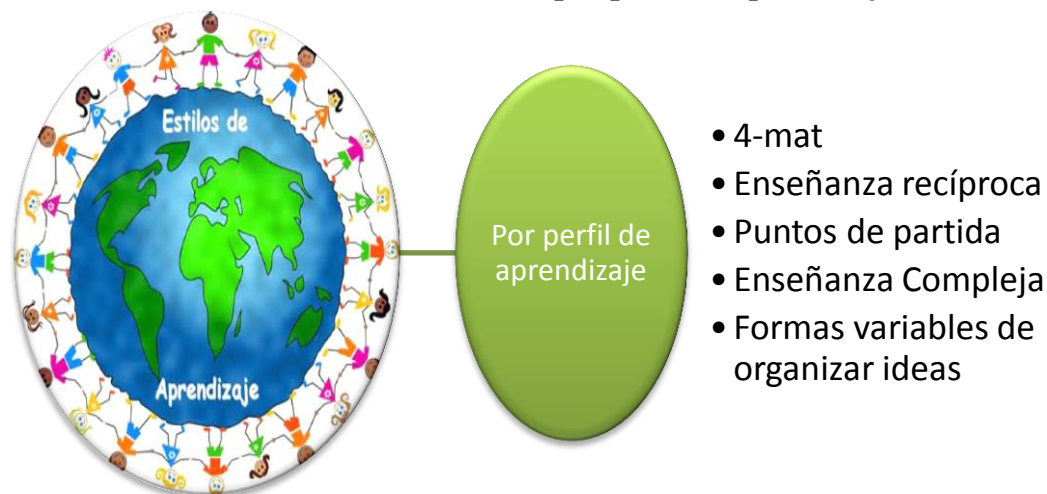 Estilos de
Aprendizaje
Por perfil de
aprendizaje
• 4-mat
• Enseñanza recíproca
• Puntos de partida
• Enseñanza Compleja
• Formas variables de
organizar ideas